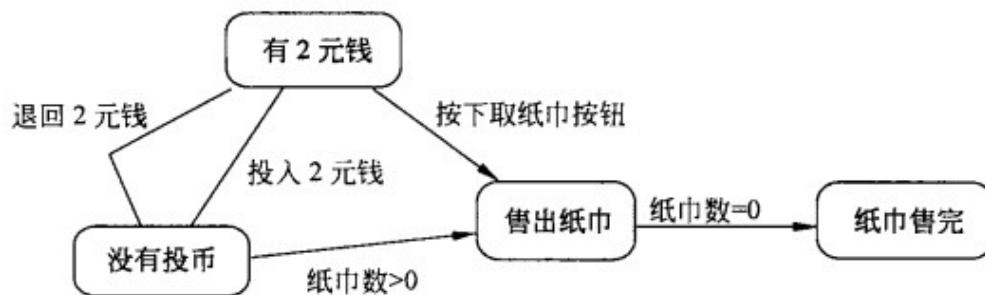 有 2 元钱
退回 2 元钱
按下取纸巾按钮
投入 2 元钱
售出纸巾
纸巾数=0
纸巾售完
没有投币
纸巾数>0